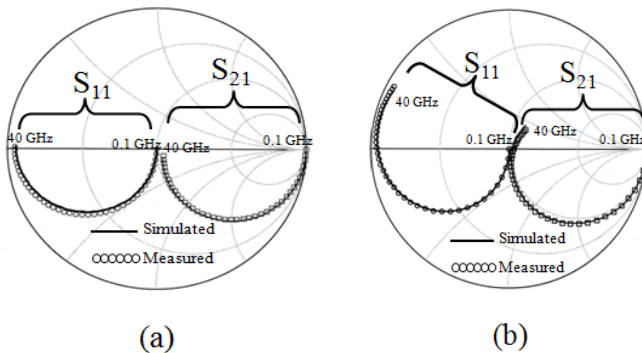 S11
S21
40 GHz
0.1 GHz
40 GHz
0.1 GHz
Simulated
Measured
(a)
S11
S21
40 GHz
0.1 GHz
40 GHz
0.1 GHz
Simulated
Measured
(b)